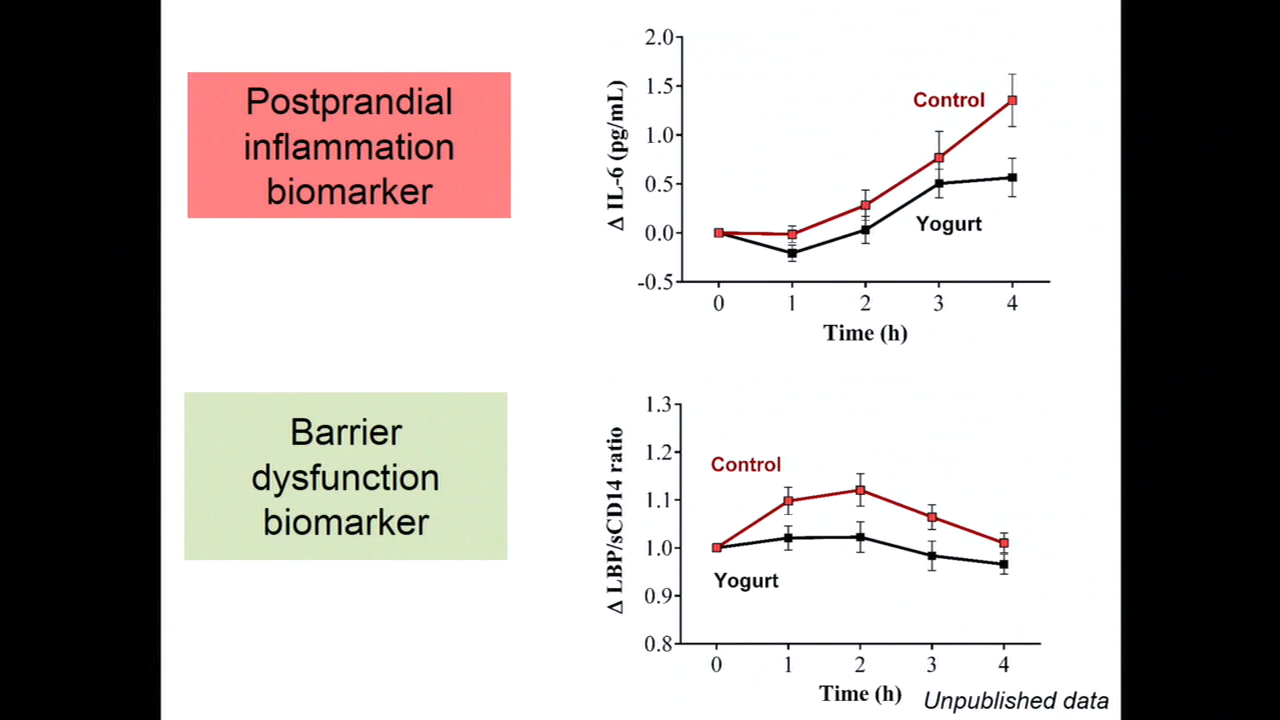 Postprandial
inflammation
biomarker
2.0
1.5
1.0
0.5
0.0
-0.5
Δ IL-6 (pg/mL)
Control
Yogurt
0 1 2 3 4
Time (h)
Barrier
dysfunction
biomarker
1.3
1.2
1.1
1.0
0.9
0.8
Δ LBP/sCD14 ratio
Control
Yogurt
0 1 2 3 4
Time (h)
Unpublished data